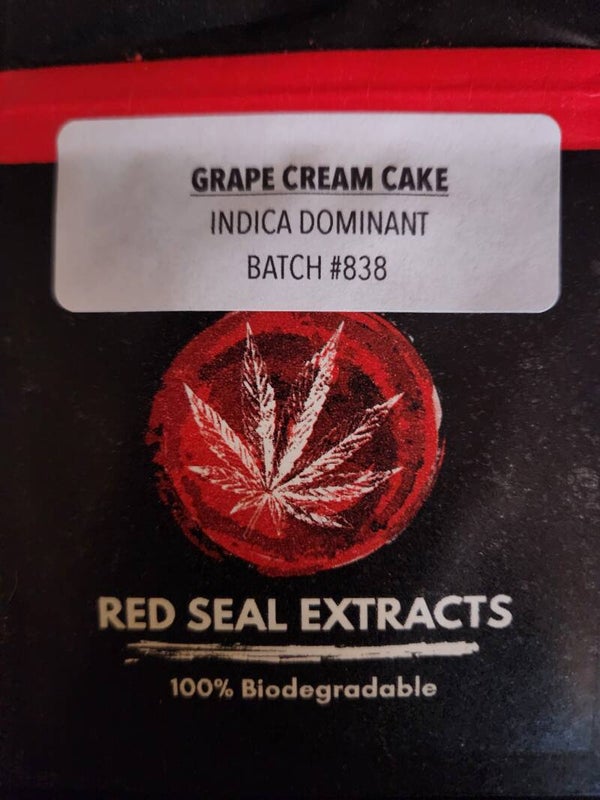 GRAPE CREAM CAKE
INDICA DOMINANT
BATCH #838
RED SEAL EXTRACTS
100% Biodegradable